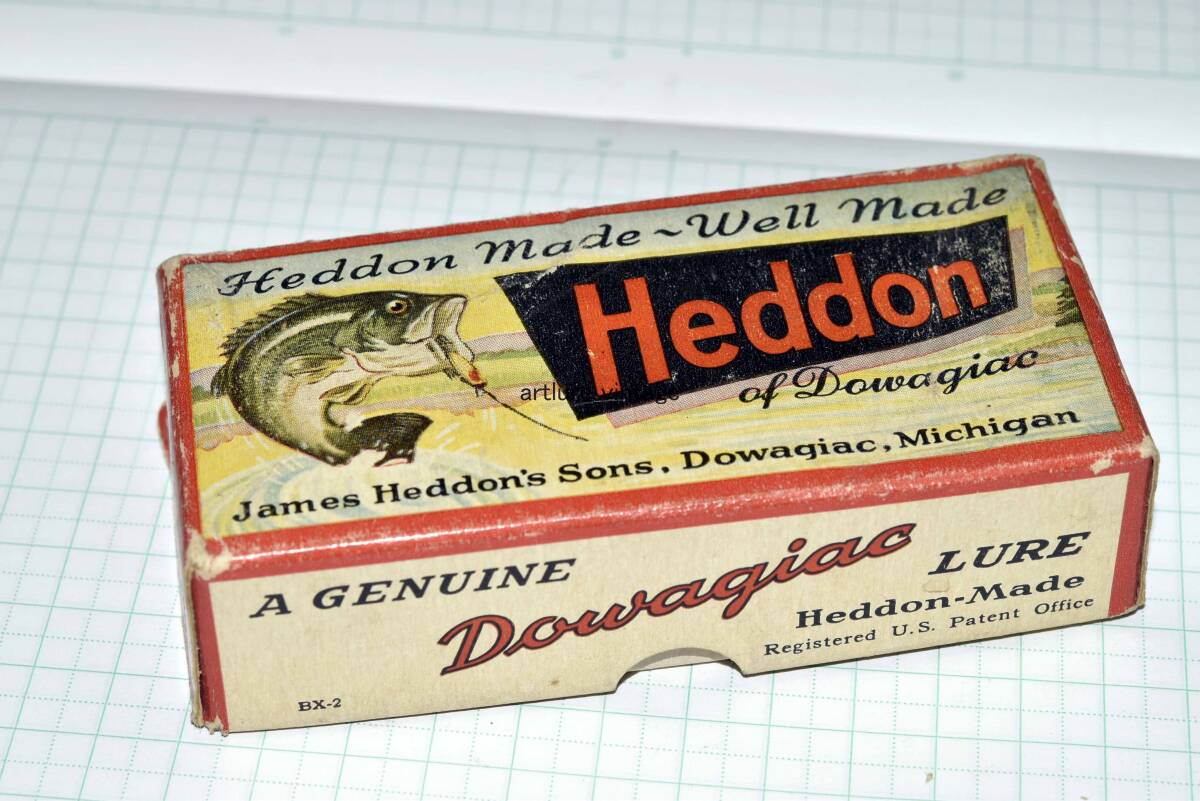 Heddon Made~Well Made
Heddon
of Dowagiac
James Heddon's Sons, Dowagiac, Michigan
A GENUINE
Dowagiac
LURE
Heddon-Made
Registered U.S. Patent Office
BX-2